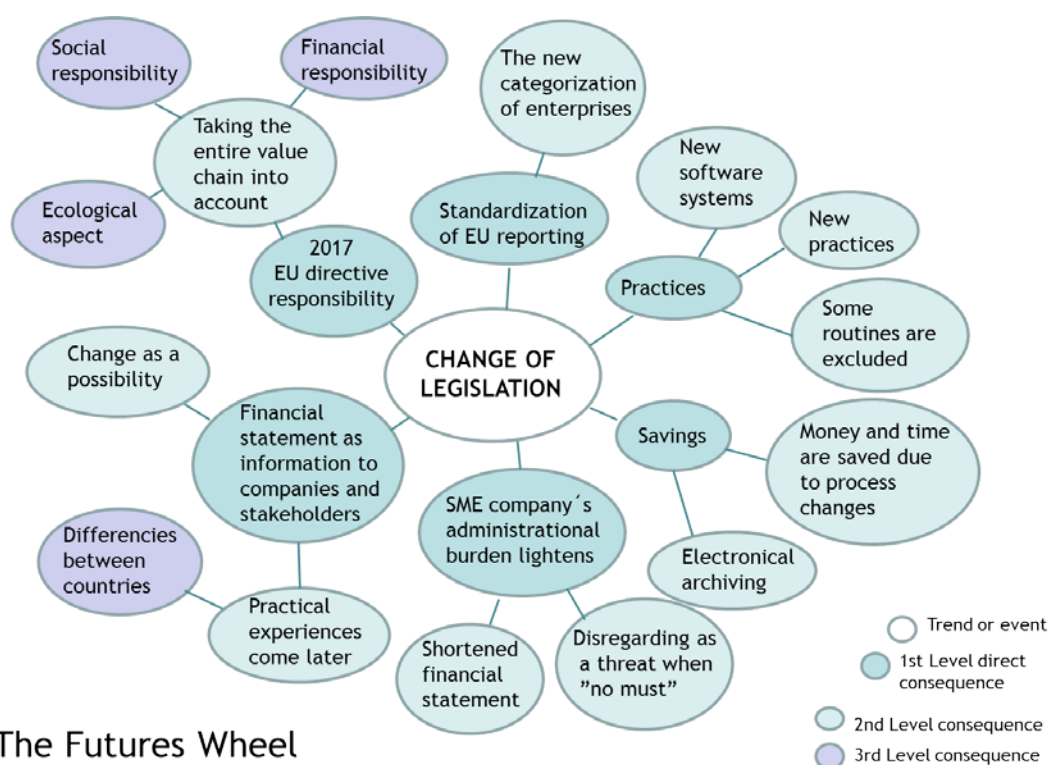 Social
responsibility
Financial
responsibility
Taking the
entire value
chain into
account
Ecological
aspect
2017
EU directive
responsibility
The new
categorization
of enterprises
Standardization
of EU reporting
New
software
systems
New
practices
Practices
Some
routines are
excluded
CHANGE OF
LEGISLATION
Change as a
possibility
Financial
statement as
information to
companies and
stakeholders
Differencies
between
countries
Practical
experiences
come later
SME company´s
administrational
burden lightens
Shortened
financial
statement
Disregarding as
a threat when
”no must”
Savings
Money and time
are saved due
to process
changes
Electronical
archiving
Trend or event
1st Level direct
consequence
2nd Level consequence
3rd Level consequence
The Futures Wheel